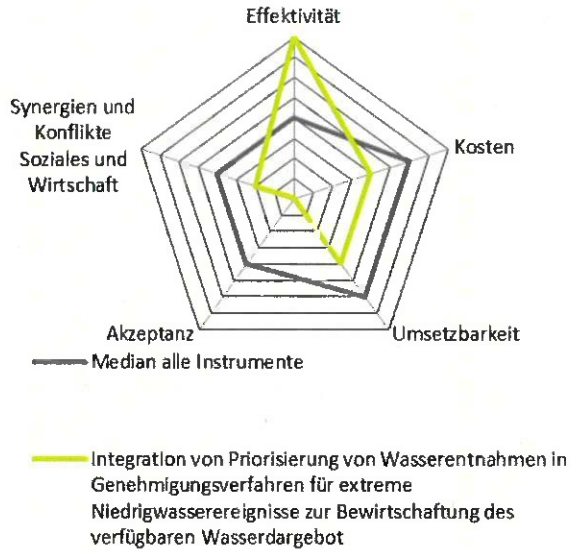 Effektivität
Synergien und
Konflikte
Soziales und
Wirtschaft
Kosten
Akzeptanz
Umsetzbarkeit
Median alle Instrumente
Integration von Priorisierung von Wasserentnahmen in
Genehmigungsverfahren für extreme
Niedrigwasserereignisse zur Bewirtschaftung des
verfügbaren Wasserdargebot